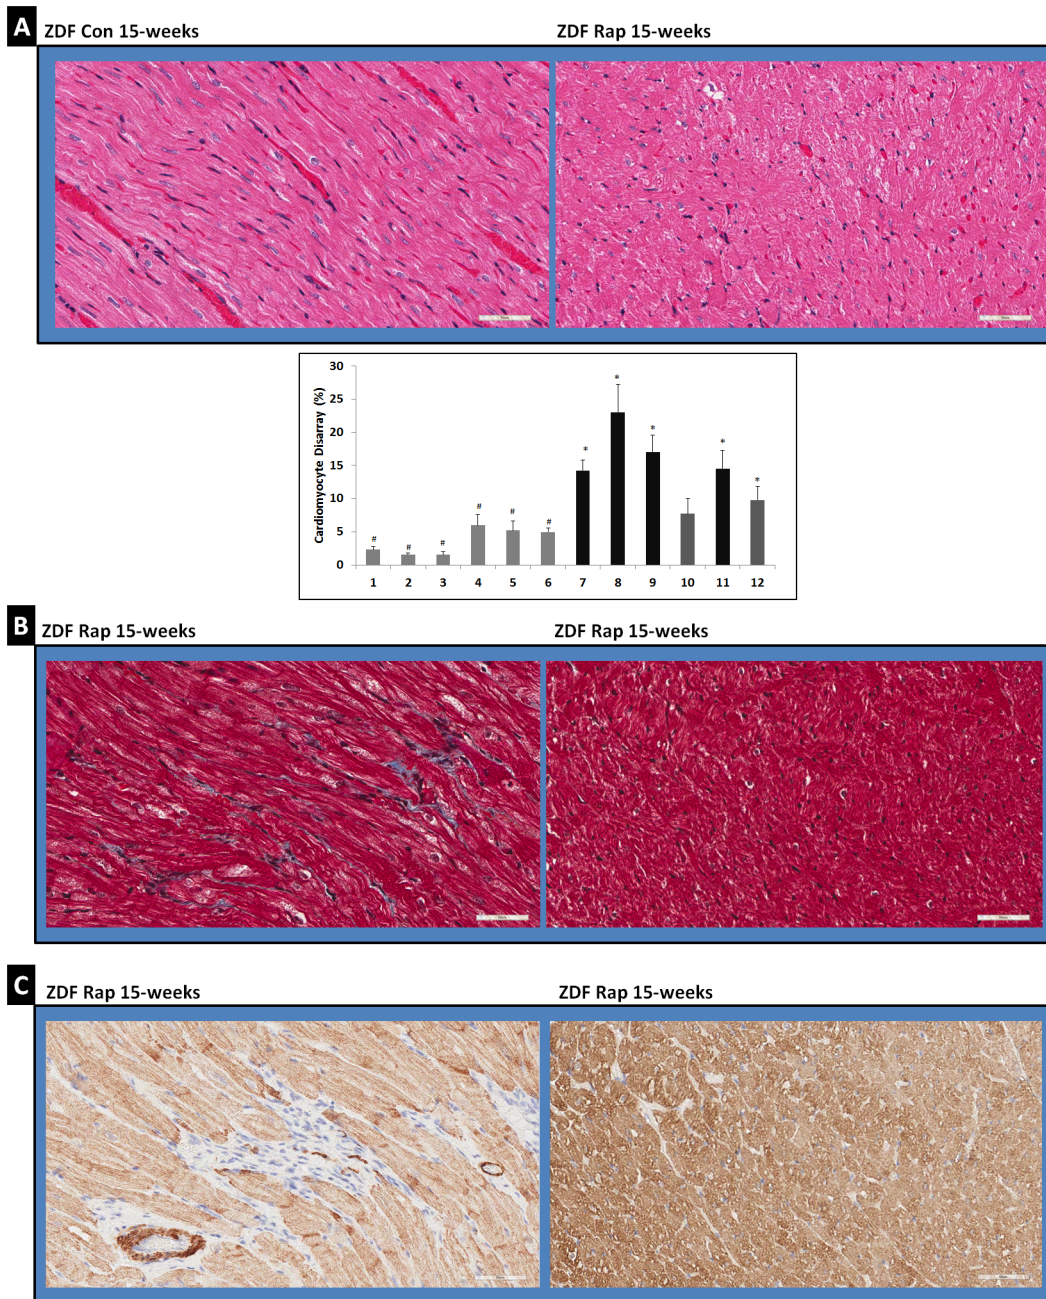 A
ZDF Con 15-weeks
ZDF Rap 15-weeks
Cardiomyocyte Disarray (%)
30
25
20
15
10
5
0
# # # # # # * * * * *
1 2 3 4 5 6 7 8 9 10 11 12
B
ZDF Rap 15-weeks
ZDF Rap 15-weeks
C
ZDF Rap 15-weeks
ZDF Rap 15-weeks